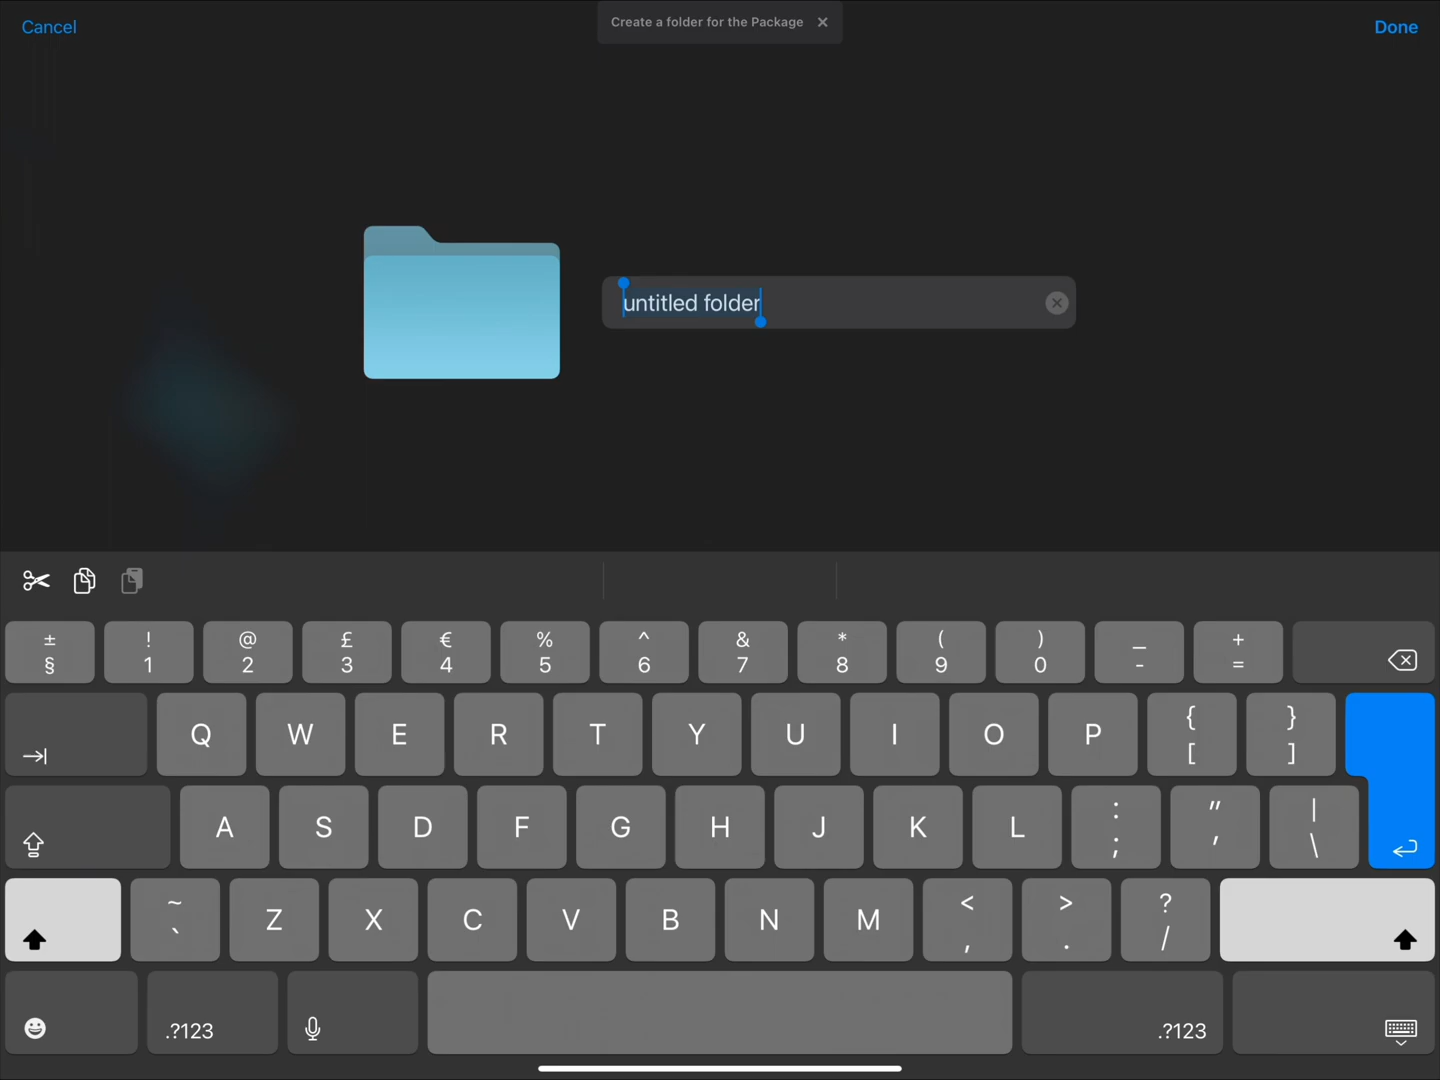 Cancel
Create a folder for the Package
Done
untitled folder
± ! @ £ € % ^ & * ( ) _ +
§ 1 2 3 4 5 6 7 8 9 0 - =
Q W E R T Y U I O P { }
[ ]
A S D F G H J K L : " |
; ' \
~ Z X C V B N M < > ?
` , . /
.?123 .?123